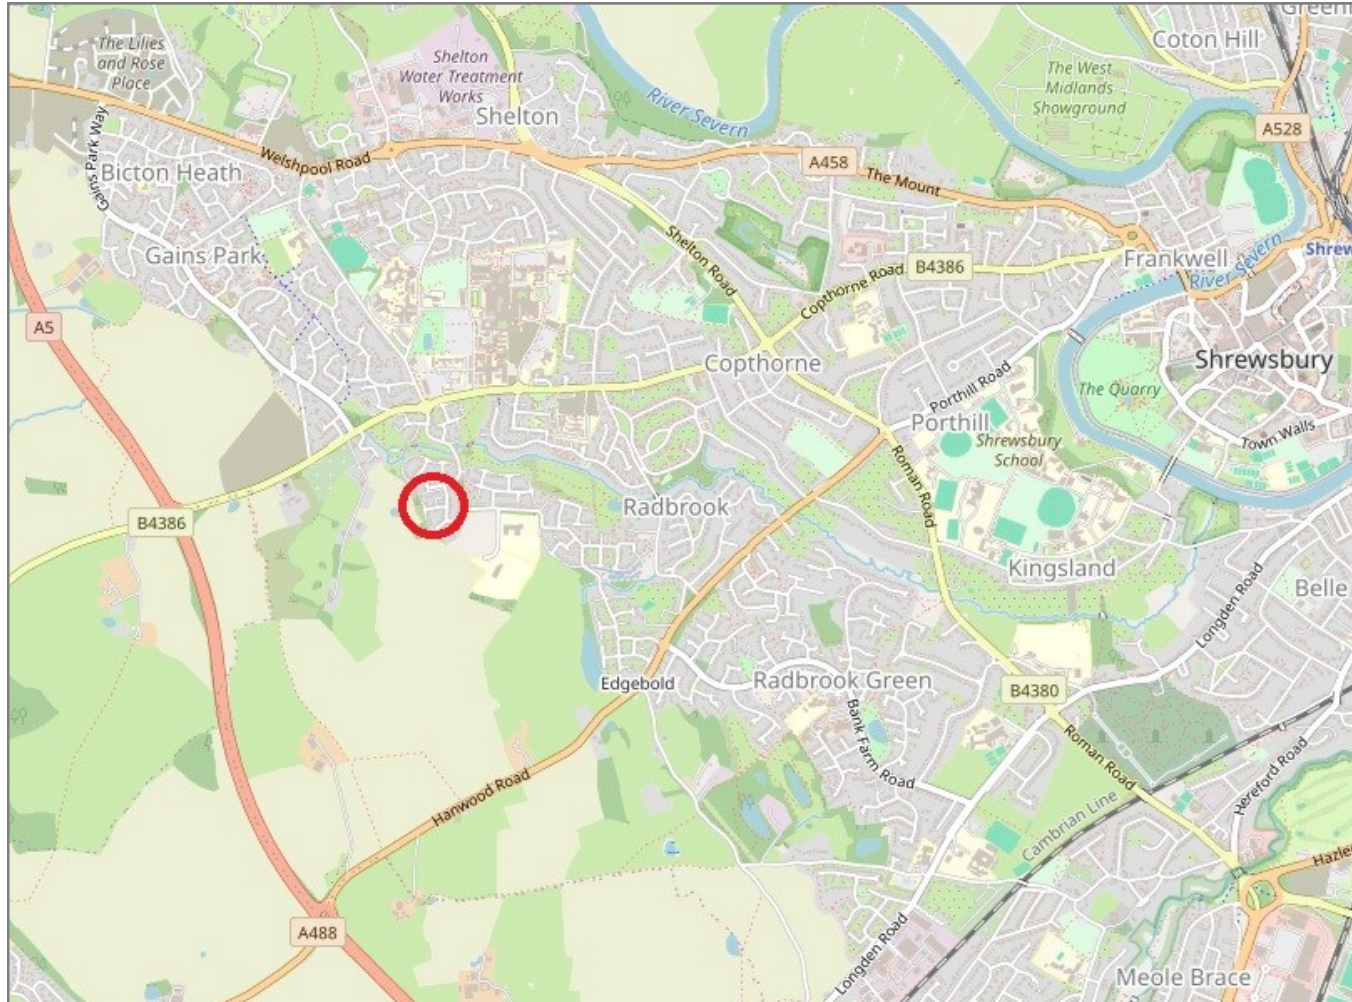 The Lilies
and Rose
Place
Shelton
Water Treatment
Works
Shelton
River Severn
The West
Midlands
Showground
Coton Hill
A528
Gains Park Way
Bicton Heath
Welshpool Road
A458
The Mount
Gains Park
Shelton Road
Copthorne Road
B4386
Frankwell
River Severn
Shrew
A5
Copthorne
Porthill Road
Shrewsbury
The Quarry
Town Walls
Porthill
Shrewsbury
School
Roman Road
B4386
Radbrook
Kingsland
Longden Road
Belle
Edgebold
Radbrook Green
B4380
Bank Farm Road
Roman Road
Hereford Road
Hanwood Road
Cambrian Line
A488
Longden Road
Meole Brace